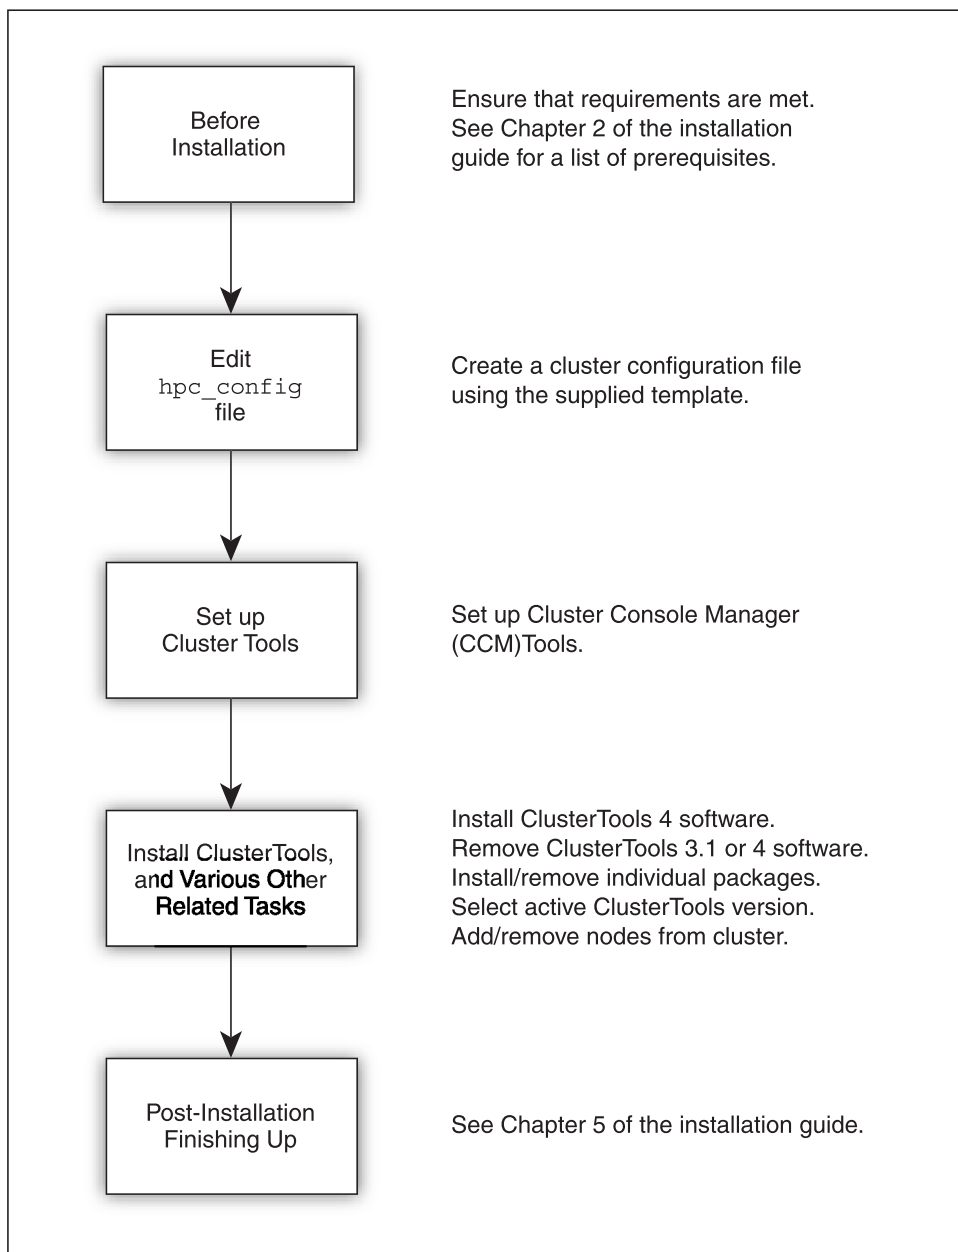 Before
Installation
Ensure that requirements are met.
See Chapter 2 of the installation
guide for a list of prerequisites.
Edit
hpc_config
file
Create a cluster configuration file
using the supplied template.
Set up
Cluster Tools
Set up Cluster Console Manager
(CCM)Tools.
Install ClusterTools,
and Various Other
Related Tasks
Install ClusterTools 4 software.
Remove ClusterTools 3.1 or 4 software.
Install/remove individual packages.
Select active ClusterTools version.
Add/remove nodes from cluster.
Post-Installation
Finishing Up
See Chapter 5 of the installation guide.